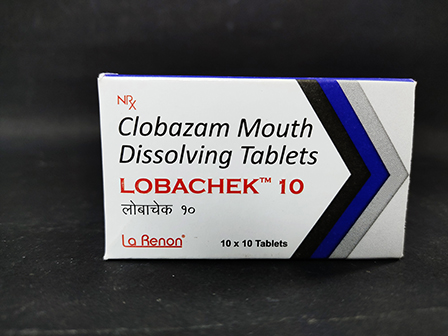 NRx
Clobazam Mouth
Dissolving Tablets
LOBACHEK™ 10
लोबाचेक १०
La Renon®
10 x 10 Tablets